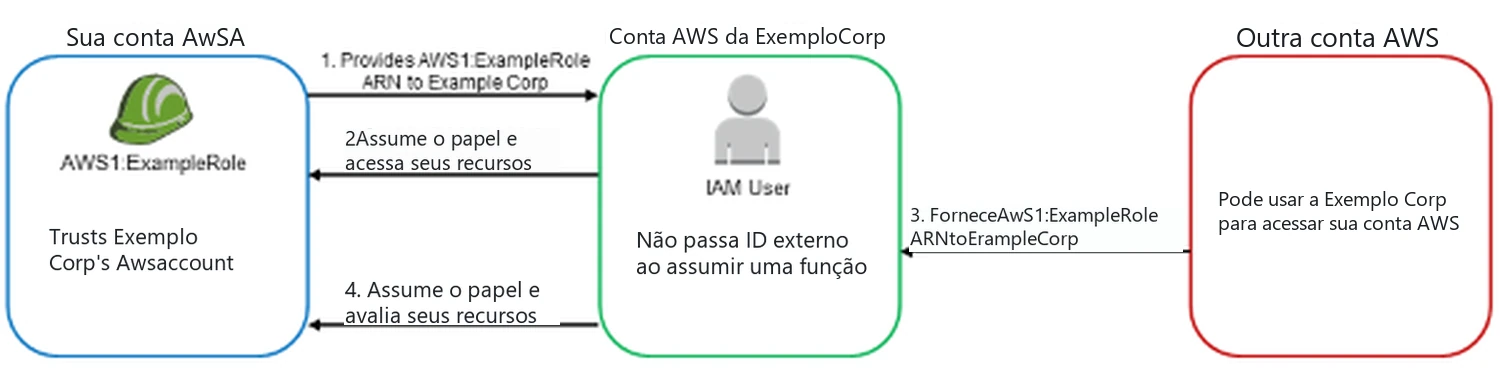 Sua conta AwSA
Conta AWS da ExemploCorp
Outra conta AWS
1. Provides AWS1:ExampleRole
ARN to Example Corp
AWS1:ExampleRole
2Assume o papel e
acessa seus recursos
IAM User
Trusts Exemplo
Corp's Awsaccount
Não passa ID externo
ao assumir uma função
3. ForneceAwS1:ExampleRole
ARNtoErampleCorp
Pode usar a Exemplo Corp
para acessar sua conta AWS
4. Assume o papel e
avalia seus recursos